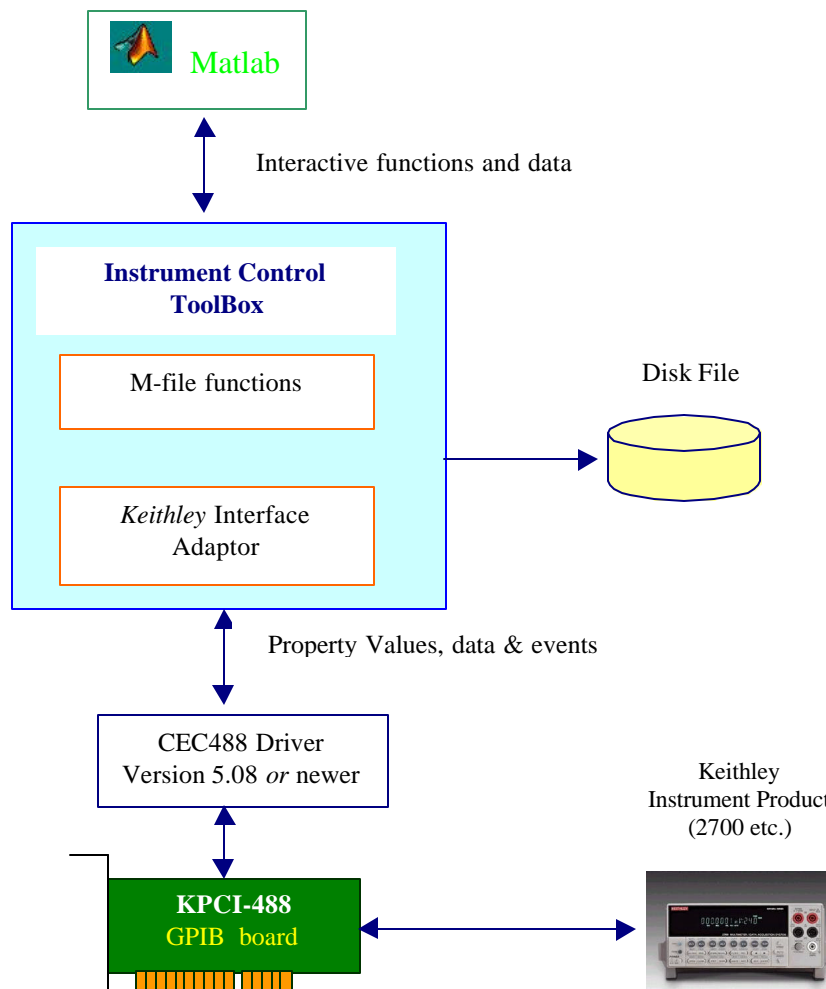 Matlab
Interactive functions and data
Instrument Control
ToolBox
M-file functions
Disk File
Keithley Interface
Adaptor
Property Values, data & events
CEC488 Driver
Version 5.08 or newer
Keithley
Instrument Product
(2700 etc.)
KPCI-488
GPIB board